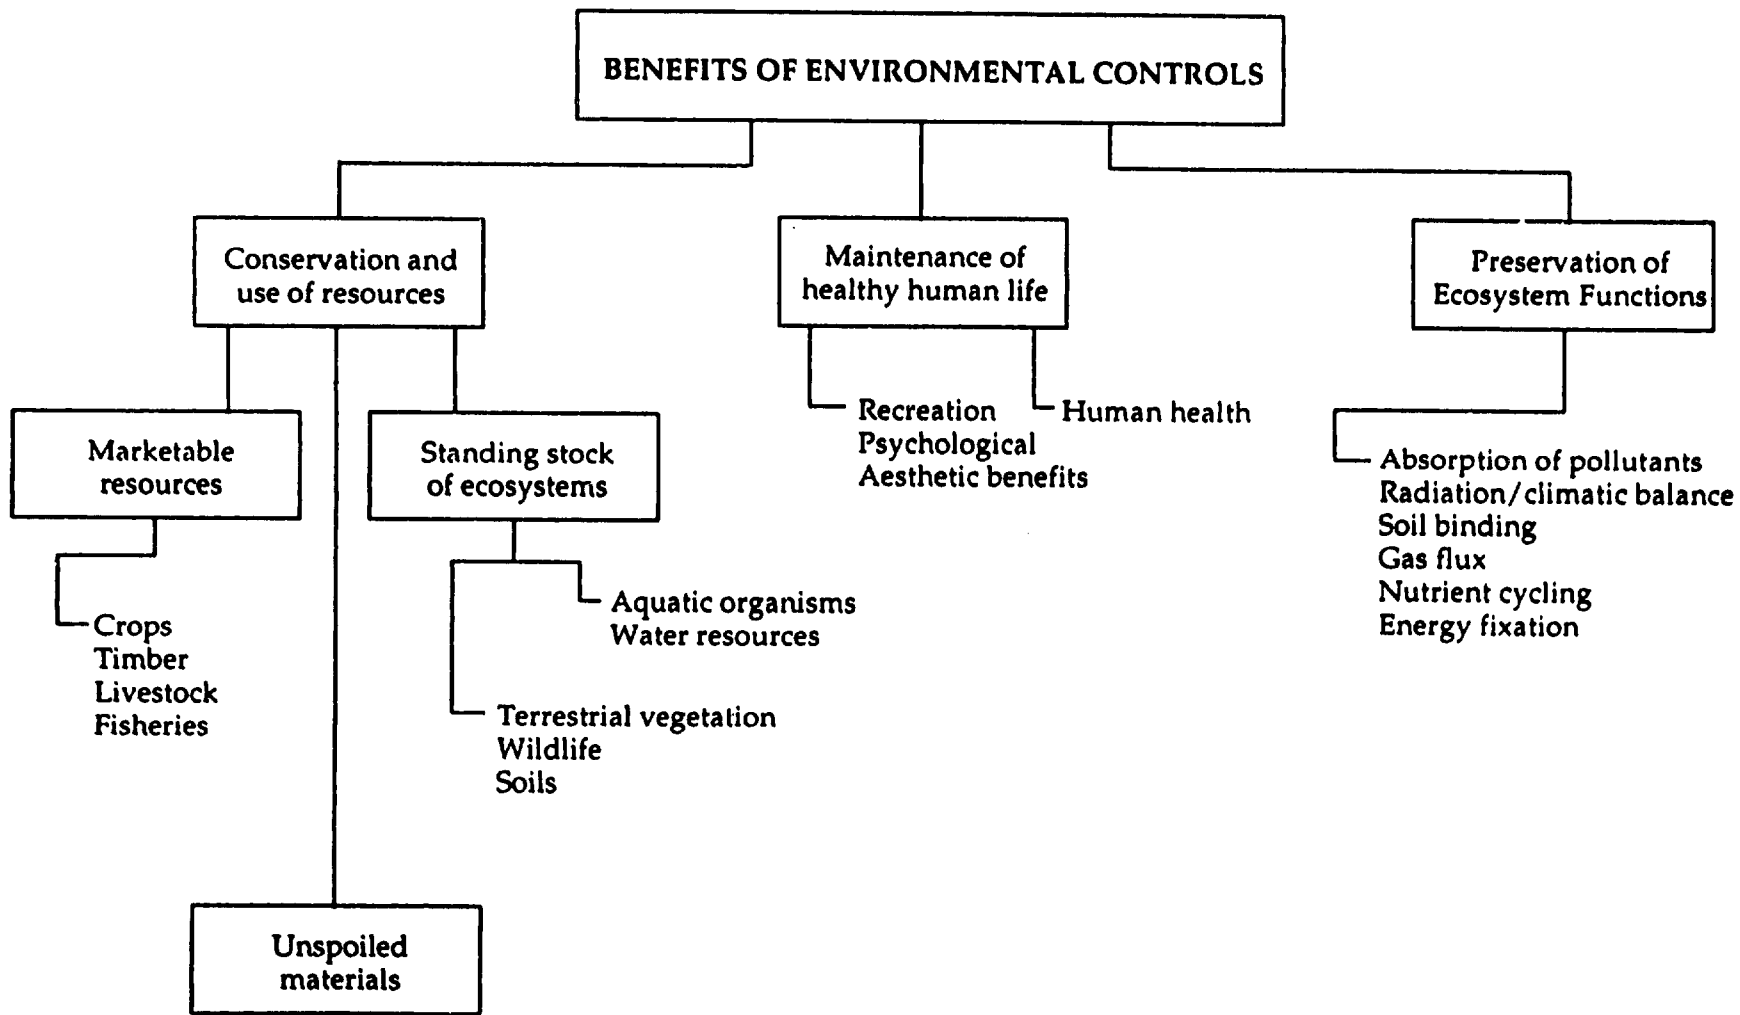 BENEFITS OF ENVIRONMENTAL CONTROLS
Conservation and
use of resources
Maintenance of
healthy human life
Preservation of
Ecosystem Functions
Marketable
resources
Standing stock
of ecosystems
Recreation
Psychological
Aesthetic benefits
Human health
Absorption of pollutants
Radiation/climatic balance
Soil binding
Gas flux
Nutrient cycling
Energy fixation
Crops
Timber
Livestock
Fisheries
Aquatic organisms
Water resources
Terrestrial vegetation
Wildlife
Soils
Unspoiled
materials